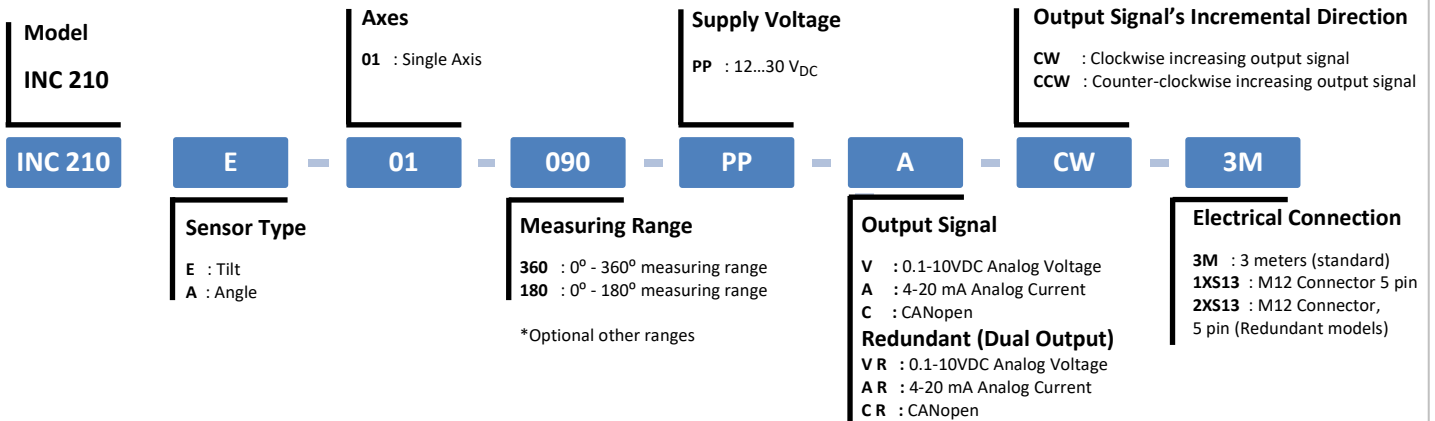 Model
INC 210
Axes
01 : Single Axis
Supply Voltage
PP : 12...30 VDC
Output Signal's Incremental Direction
CW : Clockwise increasing output signal
CCW : Counter-clockwise increasing output signal
INC 210 E - 01 - 090 - PP - A - CW - 3M
Sensor Type
E : Tilt
A : Angle
Measuring Range
360 : 0⁰ - 360⁰ measuring range
180 : 0⁰ - 180⁰ measuring range
*Optional other ranges
Output Signal
V : 0.1-10VDC Analog Voltage
A : 4-20 mA Analog Current
C : CANopen
Redundant (Dual Output)
V R : 0.1-10VDC Analog Voltage
A R : 4-20 mA Analog Current
C R : CANopen
Electrical Connection
3M : 3 meters (standard)
1XS13 : M12 Connector 5 pin
2XS13 : M12 Connector,
5 pin (Redundant models)